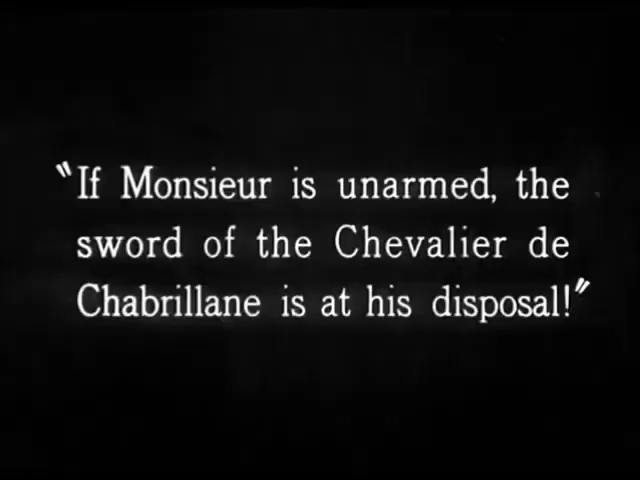 "If Monsieur is unarmed, the
sword of the Chevalier de
Chabrillane is at his disposal!"